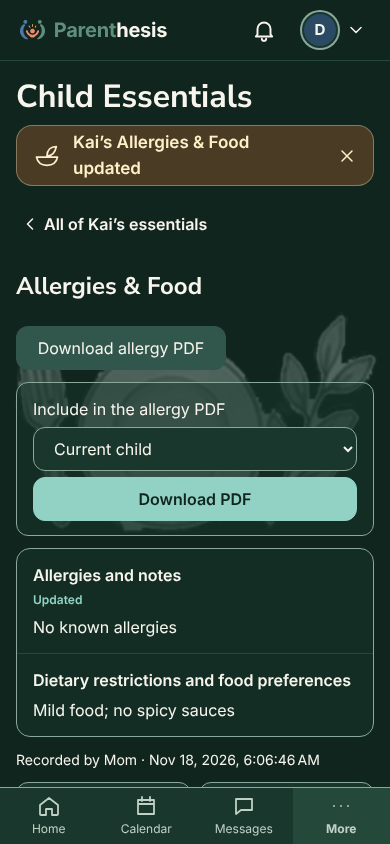 Parenthesis
D
Child Essentials
Kai’s Allergies & Food
updated
All of Kai’s essentials
Allergies & Food
Download allergy PDF
Include in the allergy PDF
Current child
Download PDF
Allergies and notes
Updated
No known allergies
Dietary restrictions and food preferences
Mild food; no spicy sauces
Recorded by Mom · Nov 18, 2026, 6:06:46 AM
Home
Calendar
Messages
More